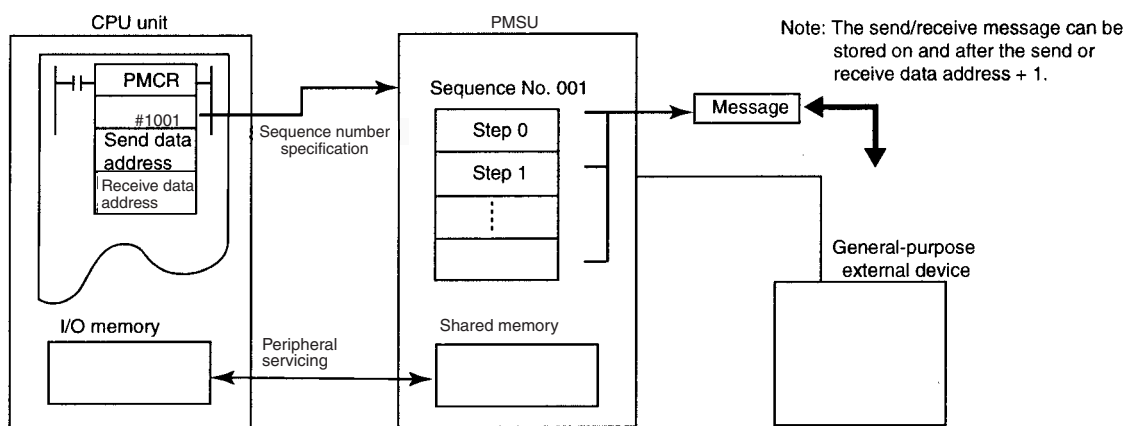 CPU unit
PMCR
#1001
Send data
address
Receive data
address
I/O memory
Sequence number
specification
Peripheral
servicing
PMSU
Sequence No. 001
Step 0
Step 1
Shared memory
Message
Note: The send/receive message can be
stored on and after the send or
receive data address + 1.
General-purpose
external device